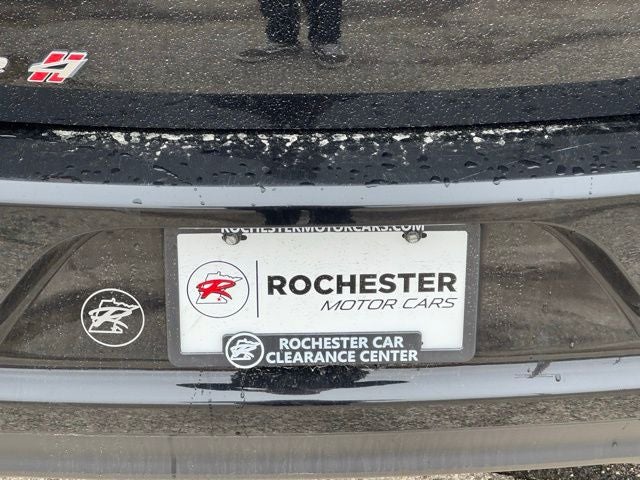 R
ROCHESTERMOTORCARS.COM
R
ROCHESTER
MOTOR CARS
R
R
ROCHESTER CAR
CLEARANCE CENTER